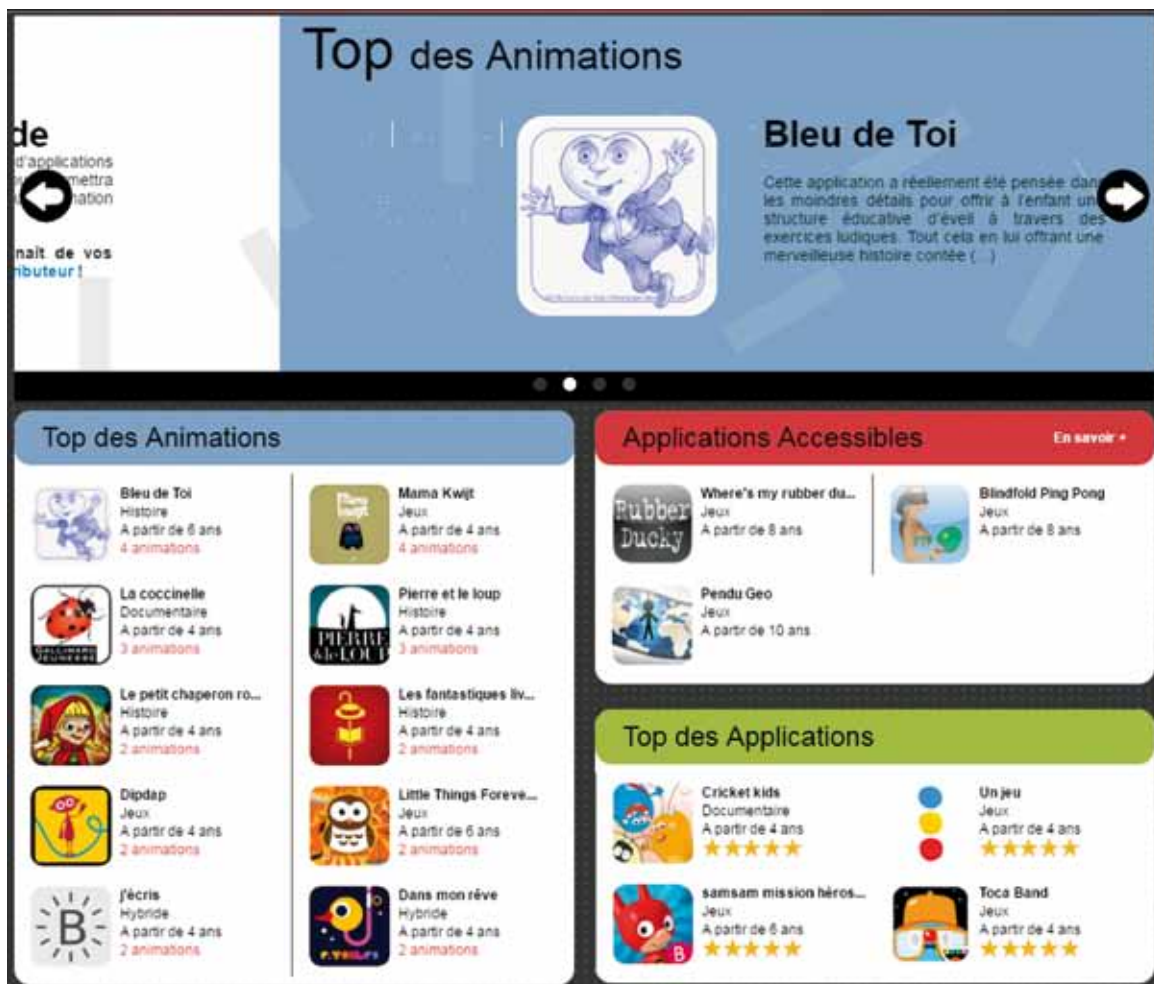 Top des Animations
de
d'applications
mettra
nait de vos
ributeur !
Bleu de Toi
Cette application a réellement été pensée dans
les moindres détails pour offrir à l'enfant une
structure éducative d'éveil à travers des
exercices ludiques. Tout cela en lui offrant une
merveilleuse histoire contée (...)
Top des Animations
Bleu de Toi
Histoire
A partir de 6 ans
4 animations
Mama Kwijt
Jeux
A partir de 4 ans
4 animations
La coccinelle
Documentaire
A partir de 4 ans
3 animations
GALLIMARD
JEUNESSE
Pierre et le loup
Histoire
A partir de 4 ans
3 animations
PIERRE
& le LOUP
Le petit chaperon ro...
Histoire
A partir de 4 ans
2 animations
Les fantastiques liv...
Histoire
A partir de 4 ans
2 animations
Dipdap
Jeux
A partir de 4 ans
2 animations
Little Things Foreve...
Jeux
A partir de 6 ans
2 animations
B
j'écris
Hybride
A partir de 4 ans
2 animations
Dans mon rêve
Hybride
A partir de 4 ans
2 animations
Applications Accessibles
En savoir +
Rubber
Ducky
Where's my rubber du...
Jeux
A partir de 8 ans
Blindfold Ping Pong
Jeux
A partir de 8 ans
Pendu Geo
Jeux
A partir de 10 ans
Top des Applications
Cricket kids
Documentaire
A partir de 4 ans
Un jeu
Jeux
A partir de 4 ans
B
samsam mission héros...
Jeux
A partir de 6 ans
Toca Band
Jeux
A partir de 4 ans